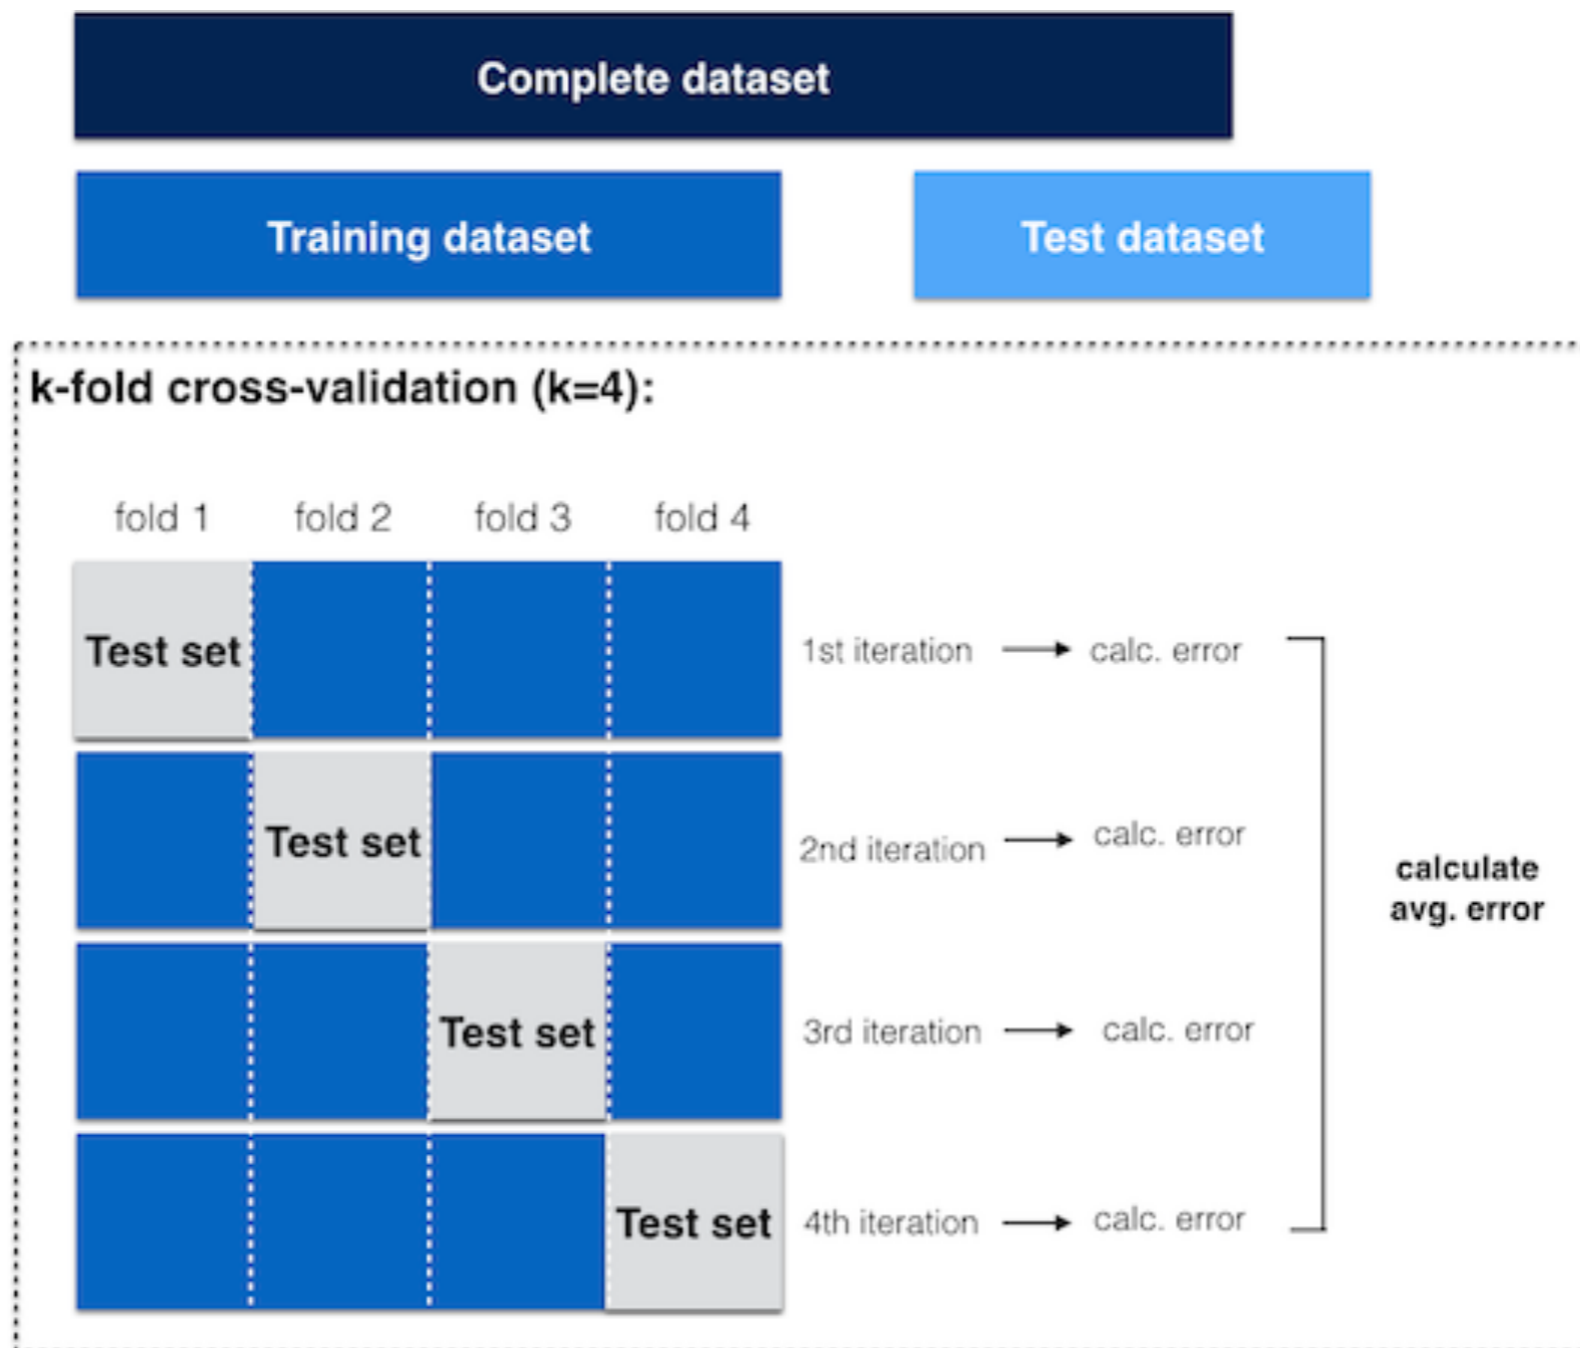 Complete dataset
Training dataset
Test dataset
k-fold cross-validation (k=4):
fold 1
fold 2
fold 3
fold 4
Test set
1st iteration
calc. error
Test set
2nd iteration
calc. error
calculate
avg. error
Test set
3rd iteration
calc. error
Test set
4th iteration
calc. error